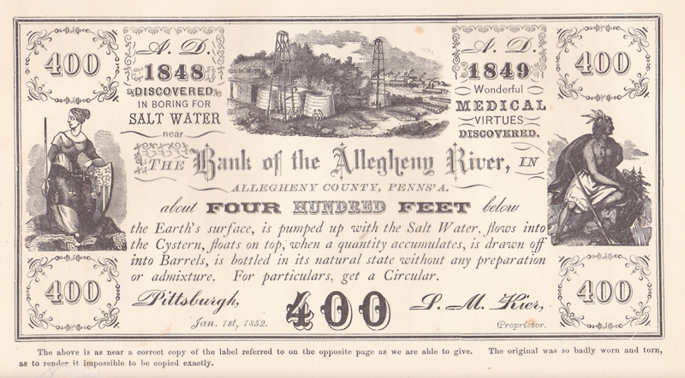 400
A. D.
1848
DISCOVERED
IN BORING FOR
SALT WATER
near
A. D.
1849
Wonderful
MEDICAL
VIRTUES
DISCOVERED.
400
THE Bank of the Allegheny River, IN
ALLEGHENY COUNTY, PENNS'A.
about FOUR HUNDRED FEET below
the Earth's surface, is pumped up with the Salt Water, flows into
the Cystern, floats on top, when a quantity accumulates, is drawn off
into Barrels, is bottled in its natural state without any preparation
or admixture. For particulars, get a Circular.
400
Pittsburgh,
Jan. 1st, 1852.
400
S. M. Kier,
Proprietor.
400
The above is as near a correct copy of the label referred to on the opposite page as we are able to give. The original was so badly worn and torn,
as to render it impossible to be copied exactly.